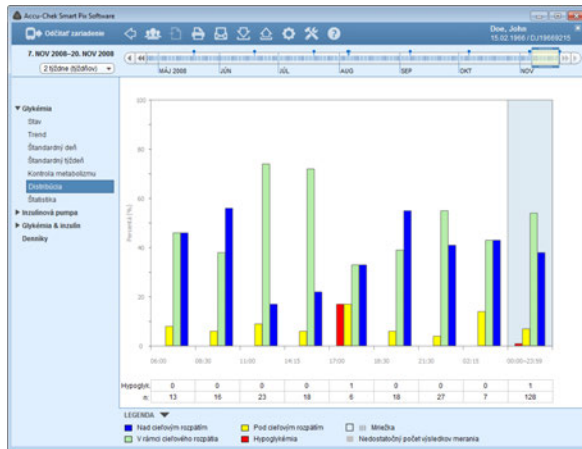 Accu-Chek Smart Pix Software
Odčítať zariadenie
Doe, John
15.02.1966 / DJ19669215
7. NOV 2008–20. NOV 2008
2 týždne (týždňov)
MÁJ 2008 JÚN JÚL AUG SEP OKT NOV
Glykémia
Stav
Trend
Štandardný deň
Štandardný týždeň
Kontrola metabolizmu
Distribúcia
Štatistika
Inzulínová pumpa
Glykémia & inzulín
Denníky
Percentá (%)
100
80
60
40
20
0
06:00 08:30 11:00 14:15 17:00 18:30 21:30 02:15 00:00–23:59
Hypoglyk. 0 0 0 0 1 0 0 0 1
n: 13 16 23 18 6 18 27 7 128
LEGENDA
Nad cieľovým rozpätím Pod cieľovým rozpätím Mriežka
V rámci cieľového rozpätia Hypoglykémia Nedostatočný počet výsledkov merania